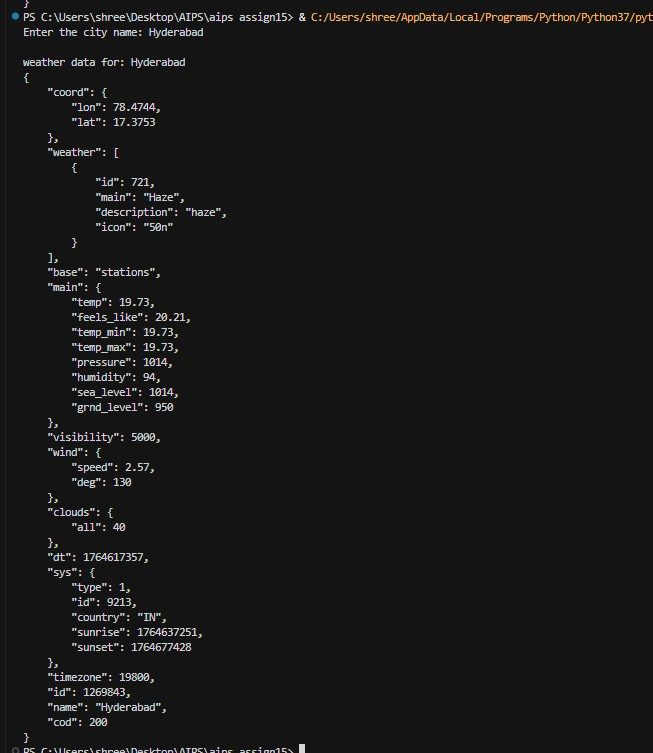 }
PS C:\Users\shree\Desktop\AIPS\aips assign15> & C:/Users/shree/AppData/Local/Programs/Python/Python37/pyt
Enter the city name: Hyderabad

weather data for: Hyderabad
{
    "coord": {
        "lon": 78.4744,
        "lat": 17.3753
    },
    "weather": [
        {
            "id": 721,
            "main": "Haze",
            "description": "haze",
            "icon": "50n"
        }
    ],
    "base": "stations",
    "main": {
        "temp": 19.73,
        "feels_like": 20.21,
        "temp_min": 19.73,
        "temp_max": 19.73,
        "pressure": 1014,
        "humidity": 94,
        "sea_level": 1014,
        "grnd_level": 950
    },
    "visibility": 5000,
    "wind": {
        "speed": 2.57,
        "deg": 130
    },
    "clouds": {
        "all": 40
    },
    "dt": 1764617357,
    "sys": {
        "type": 1,
        "id": 9213,
        "country": "IN",
        "sunrise": 1764637251,
        "sunset": 1764677428
    },
    "timezone": 19800,
    "id": 1269843,
    "name": "Hyderabad",
    "cod": 200
}
PS C:\Users\shree\Desktop\AIPS\aips assign15>